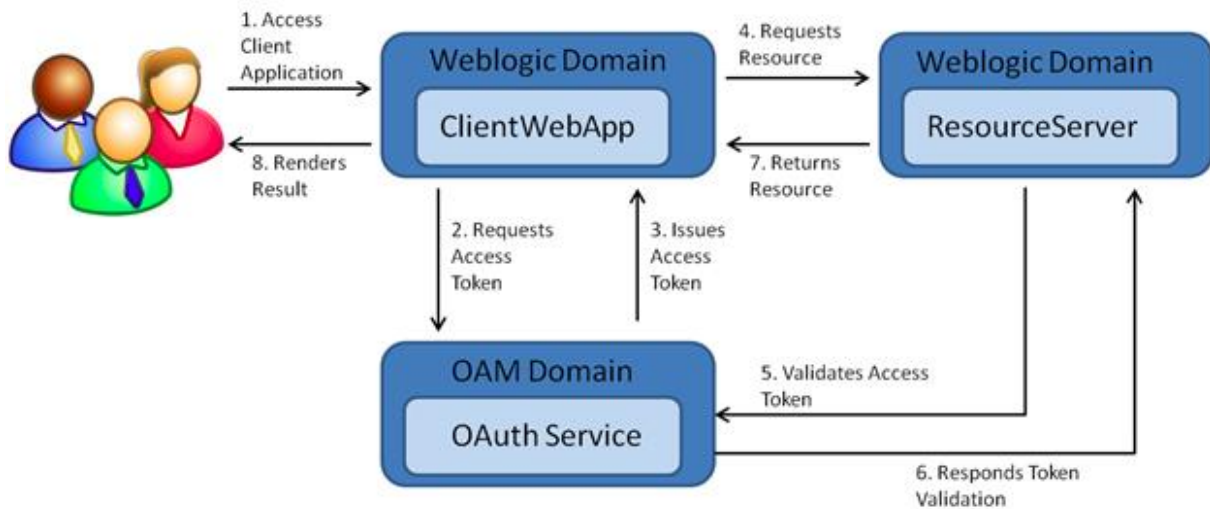 1. Access
Client
Application
8. Renders
Result
Weblogic Domain
ClientWebApp
4. Requests
Resource
7. Returns
Resource
Weblogic Domain
ResourceServer
2. Requests
Access
Token
3. Issues
Access
Token
OAM Domain
OAuth Service
5. Validates Access
Token
6. Responds Token
Validation